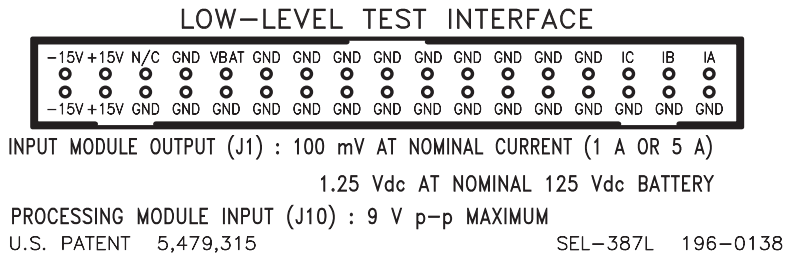 LOW-LEVEL TEST INTERFACE
-15V +15V N/C GND VBAT GND GND GND GND GND GND GND GND GND IC IB IA
-15V +15V GND GND GND GND GND GND GND GND GND GND GND GND GND GND GND
INPUT MODULE OUTPUT (J1) : 100 mV AT NOMINAL CURRENT (1 A OR 5 A)
1.25 Vdc AT NOMINAL 125 Vdc BATTERY
PROCESSING MODULE INPUT (J10) : 9 V p-p MAXIMUM
U.S. PATENT 5,479,315 SEL-387L 196-0138